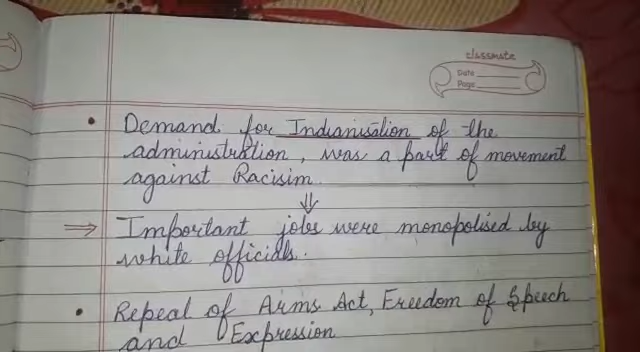 classmate
Date
Page
• Demand for Indianisation of the
administration, was a part of movement
against Racisim
⇓
⇒ Important jobs were monopolised by
white officials.
• Repeal of Arms Act, Freedom of Speech
and Expression